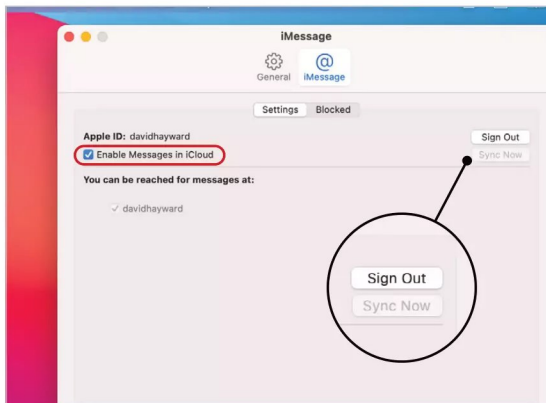 iMessage
General iMessage
Settings Blocked
Apple ID: davidhayward Sign Out
Enable Messages in iCloud Sync Now
You can be reached for messages at:
davidhayward
Sign Out
Sync Now